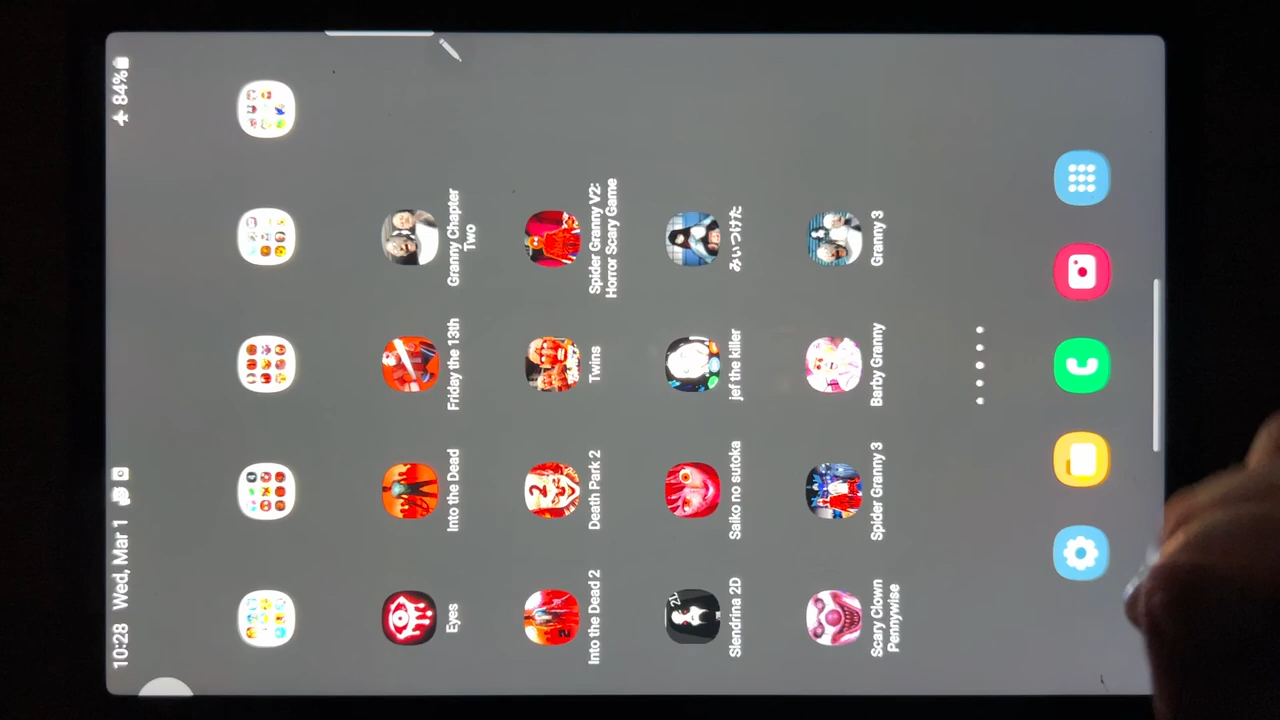 10:28 Wed, Mar 1
84%
Eyes
Into the Dead
Friday the 13th
Granny Chapter
Two
Into the Dead 2
Death Park 2
Twins
Spider Granny V2:
Horror Scary Game
Slendrina 2D
Saiko no sutoka
jef the killer
みぃつけた
Scary Clown
Pennywise
Spider Granny 3
Barby Granny
Granny 3